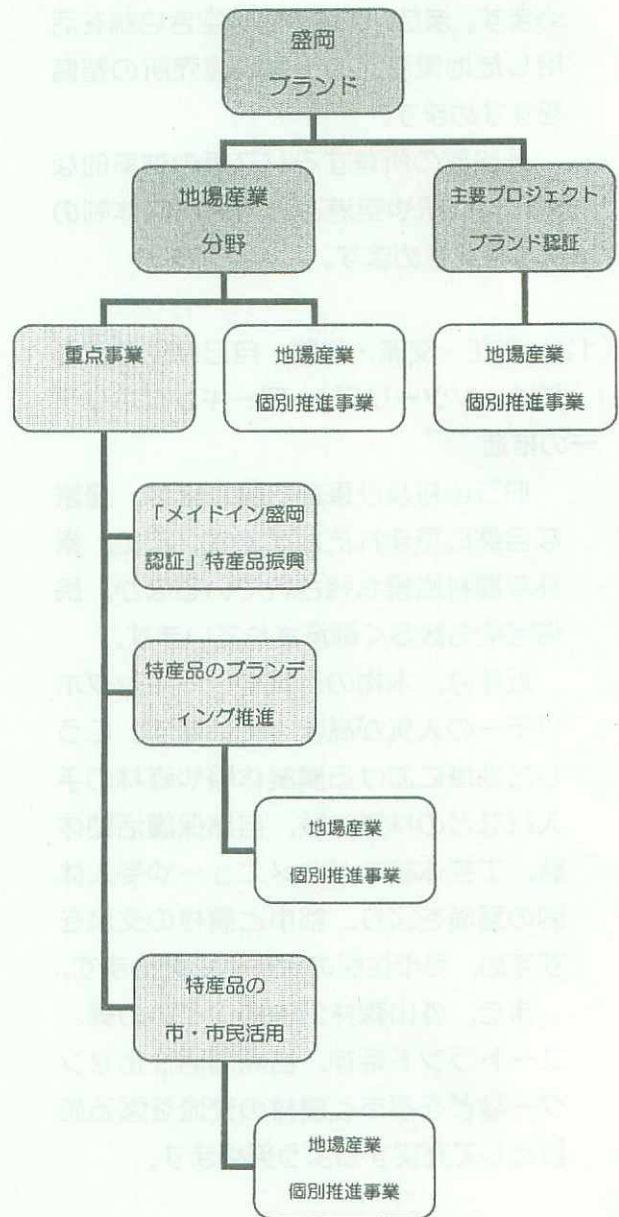 盛岡
ブランド
地場産業
分野
主要プロジェクト
ブランド認証
重点事業
地場産業
個別推進事業
地場産業
個別推進事業
「メイドイン盛岡
認証」特産品振興
特産品のブランデ
ィング推進
地場産業
個別推進事業
特産品の
市・市民活用
地場産業
個別推進事業